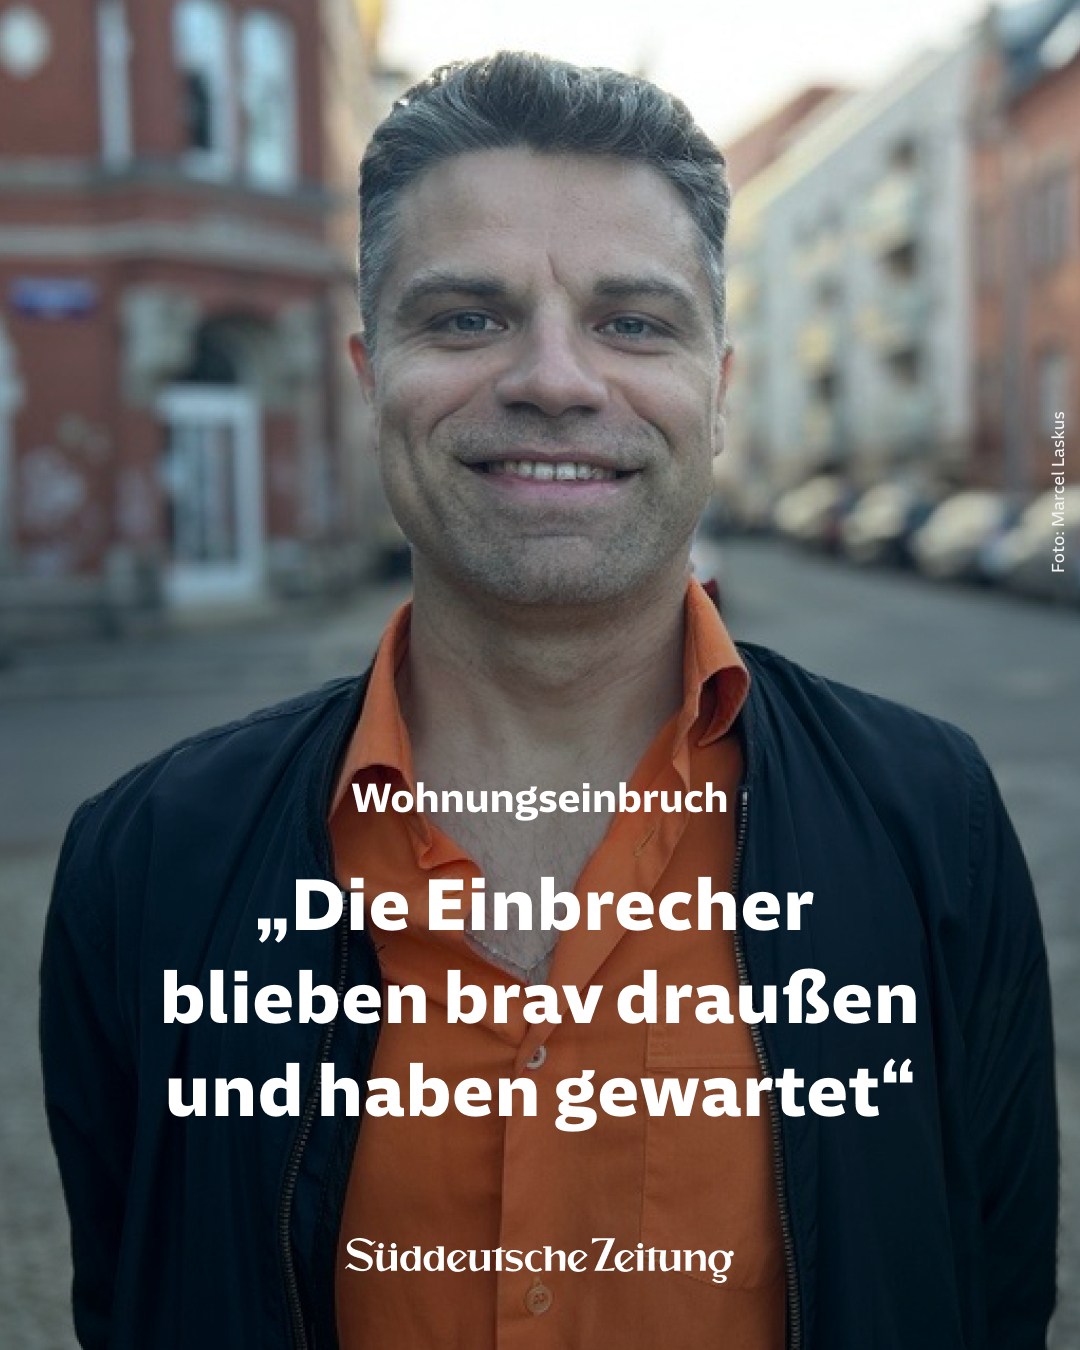 Wohnungseinbruch
„Die Einbrecher
blieben brav draußen
und haben gewartet“
Süddeutsche Zeitung
Foto: Marcel Laskus